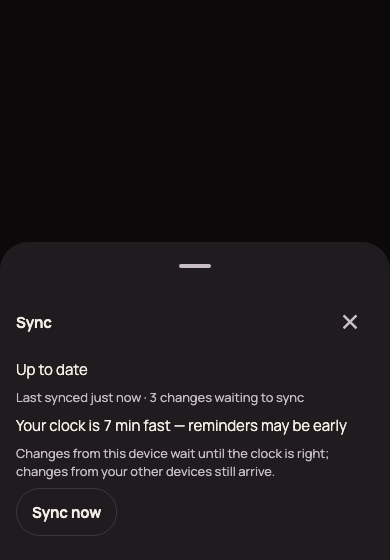 Sync
Up to date
Last synced just now · 3 changes waiting to sync
Your clock is 7 min fast — reminders may be early
Changes from this device wait until the clock is right;
changes from your other devices still arrive.
Sync now